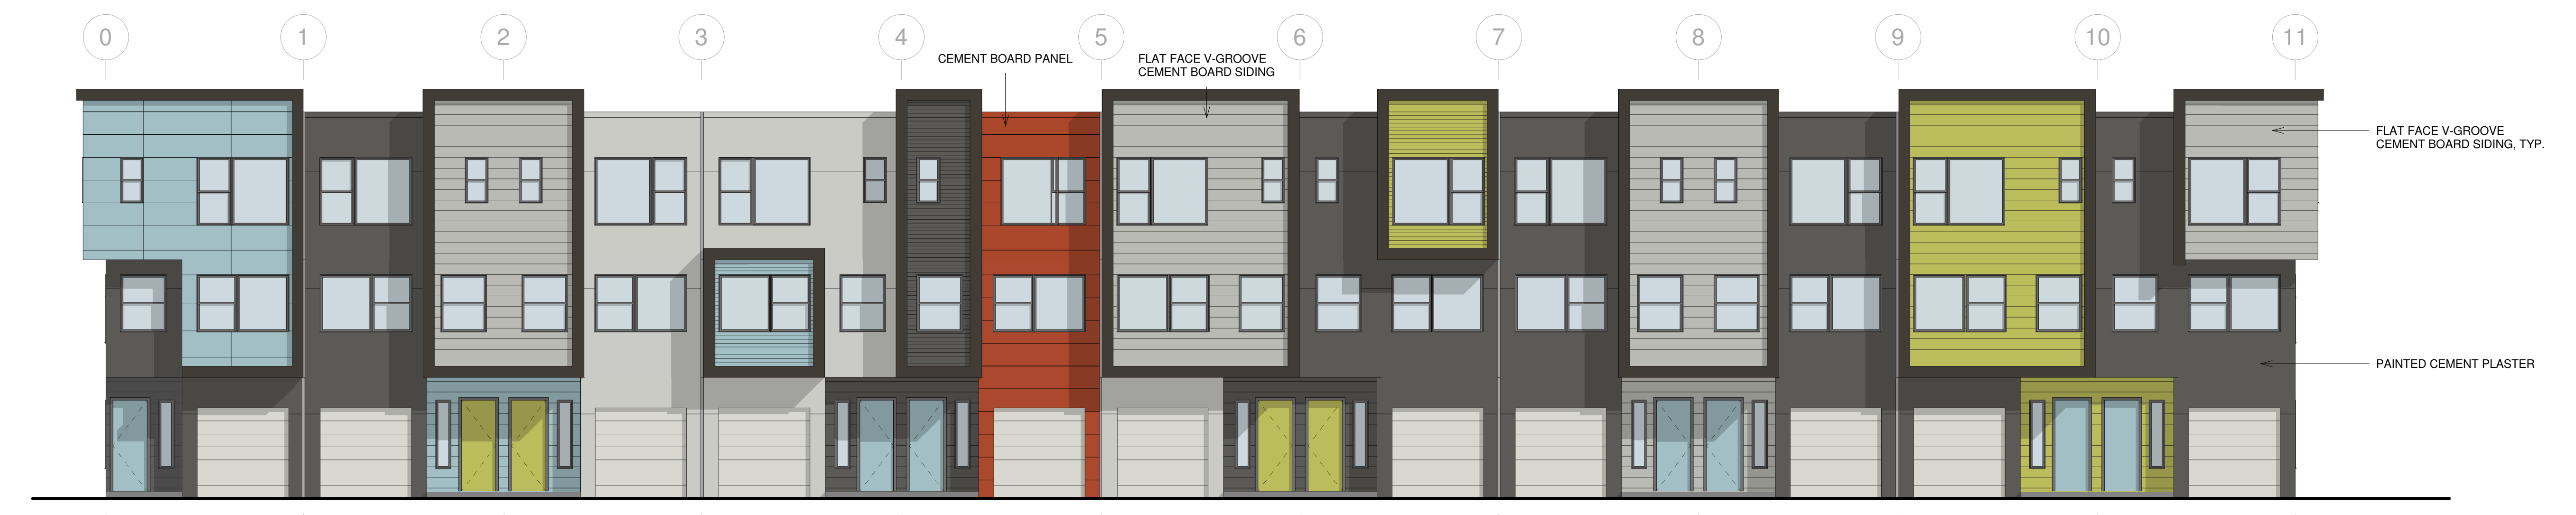 0 1 2 3 4 5 6 7 8 9 10 11
CEMENT BOARD PANEL
FLAT FACE V-GROOVE
CEMENT BOARD SIDING
FLAT FACE V-GROOVE
CEMENT BOARD SIDING, TYP.
PAINTED CEMENT PLASTER